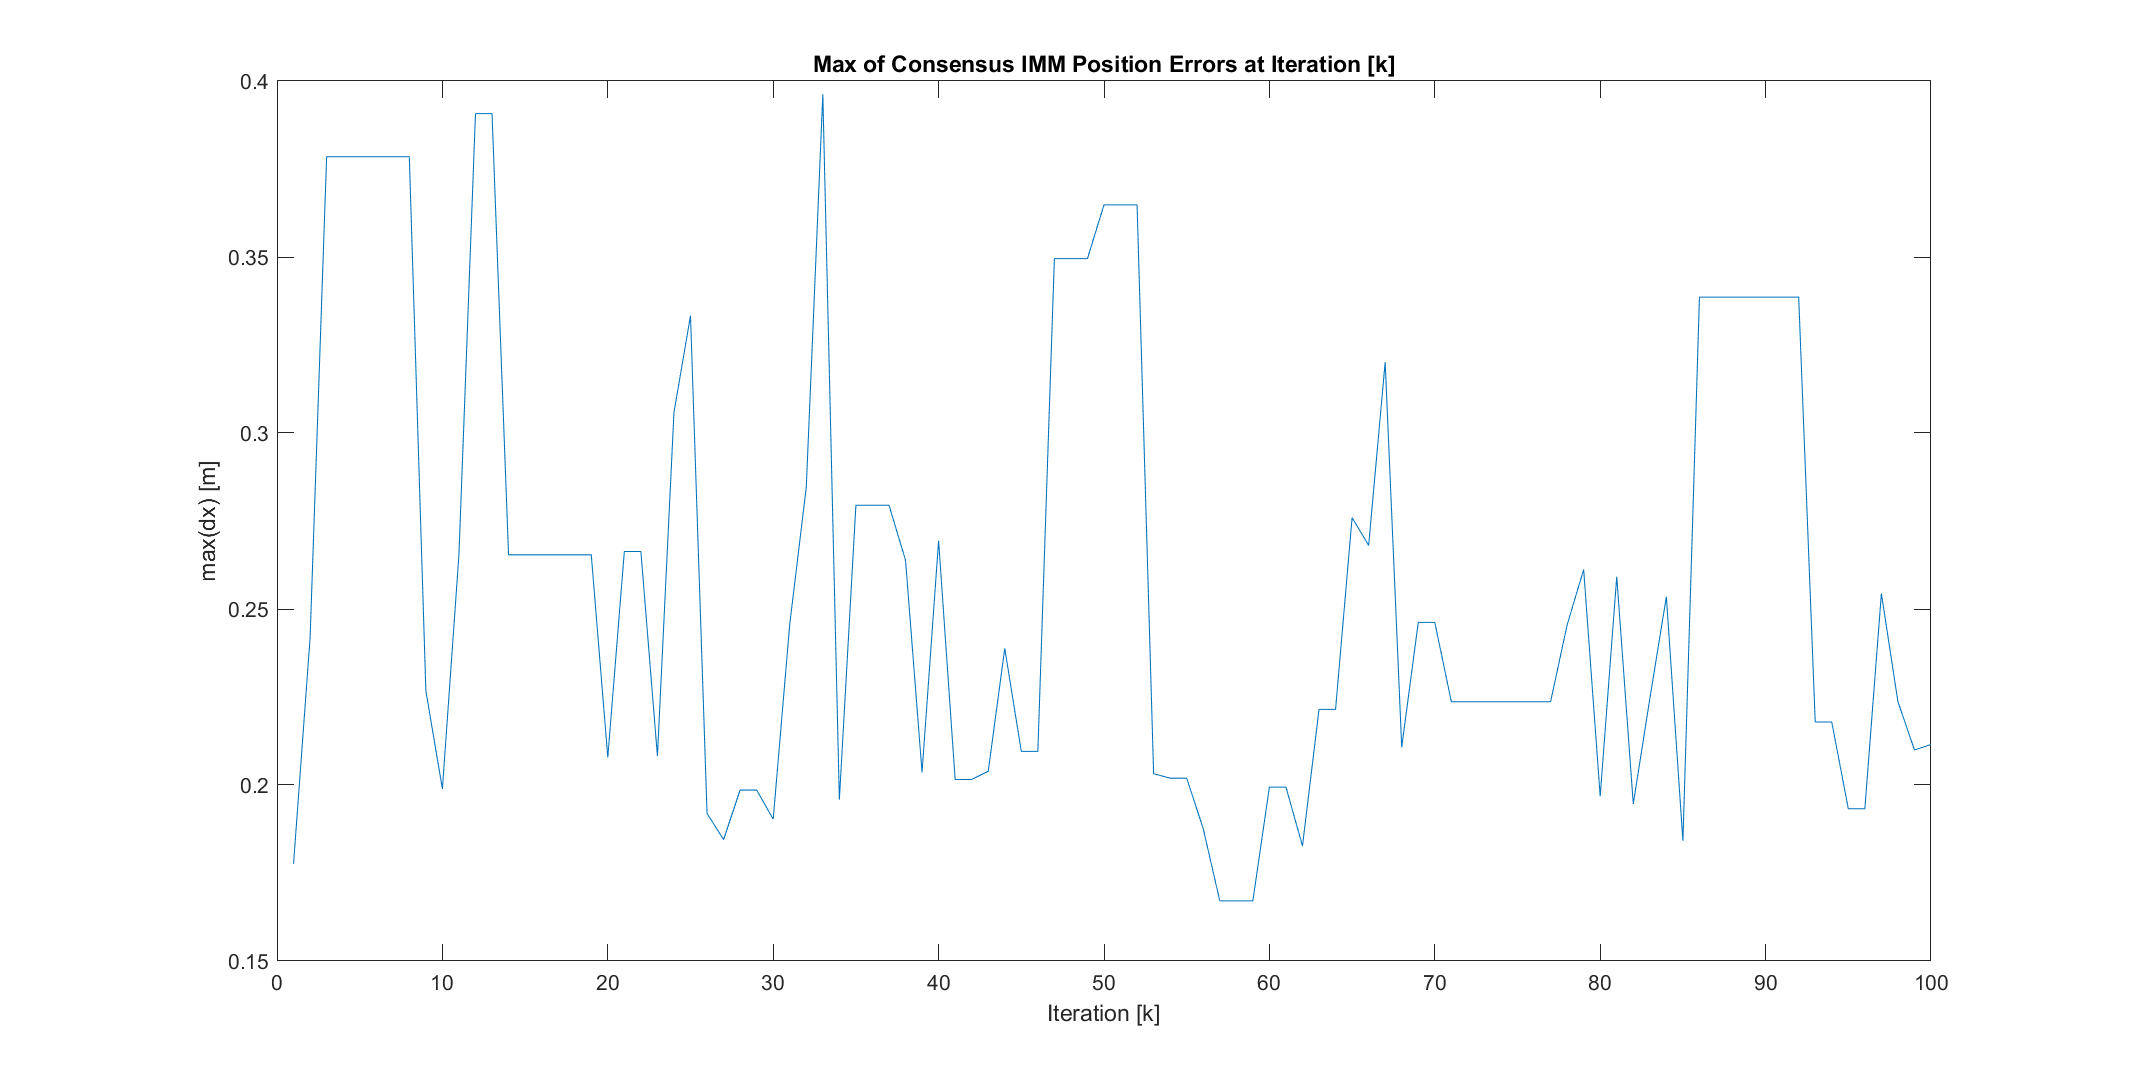 Max of Consensus IMM Position Errors at Iteration [k]
0.4
0.35
0.3
0.25
0.2
0.15
max(dx) [m]
0 10 20 30 40 50 60 70 80 90 100
Iteration [k]